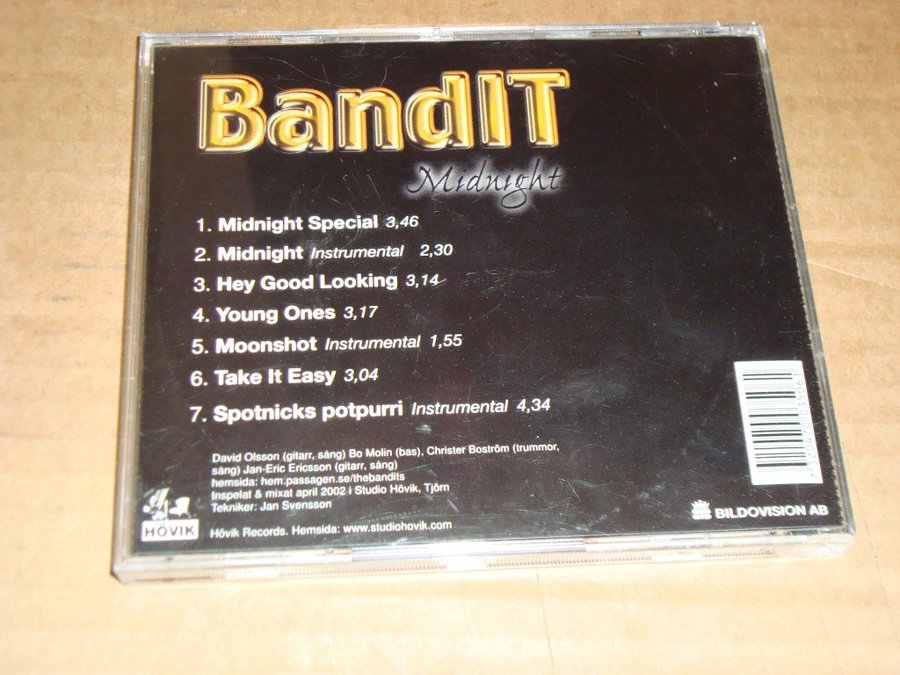 BandIT
Midnight
1. Midnight Special 3,46
2. Midnight Instrumental 2,30
3. Hey Good Looking 3,14
4. Young Ones 3,17
5. Moonshot Instrumental 1,55
6. Take It Easy 3,04
7. Spotnicks potpurri Instrumental 4,34
David Olsson (gitarr, sång) Bo Molin (bas), Christer Boström (trummor,
sång) Jan-Eric Ericsson (gitarr, sång)
hemsida: hem.passagen.se/thebandits
Inspelat & mixat april 2002 i Studio Hövik, Tjörn
Tekniker: Jan Svensson
HÖVIK
Hövik Records. Hemsida: www.studiohovik.com
BILDOVISION AB